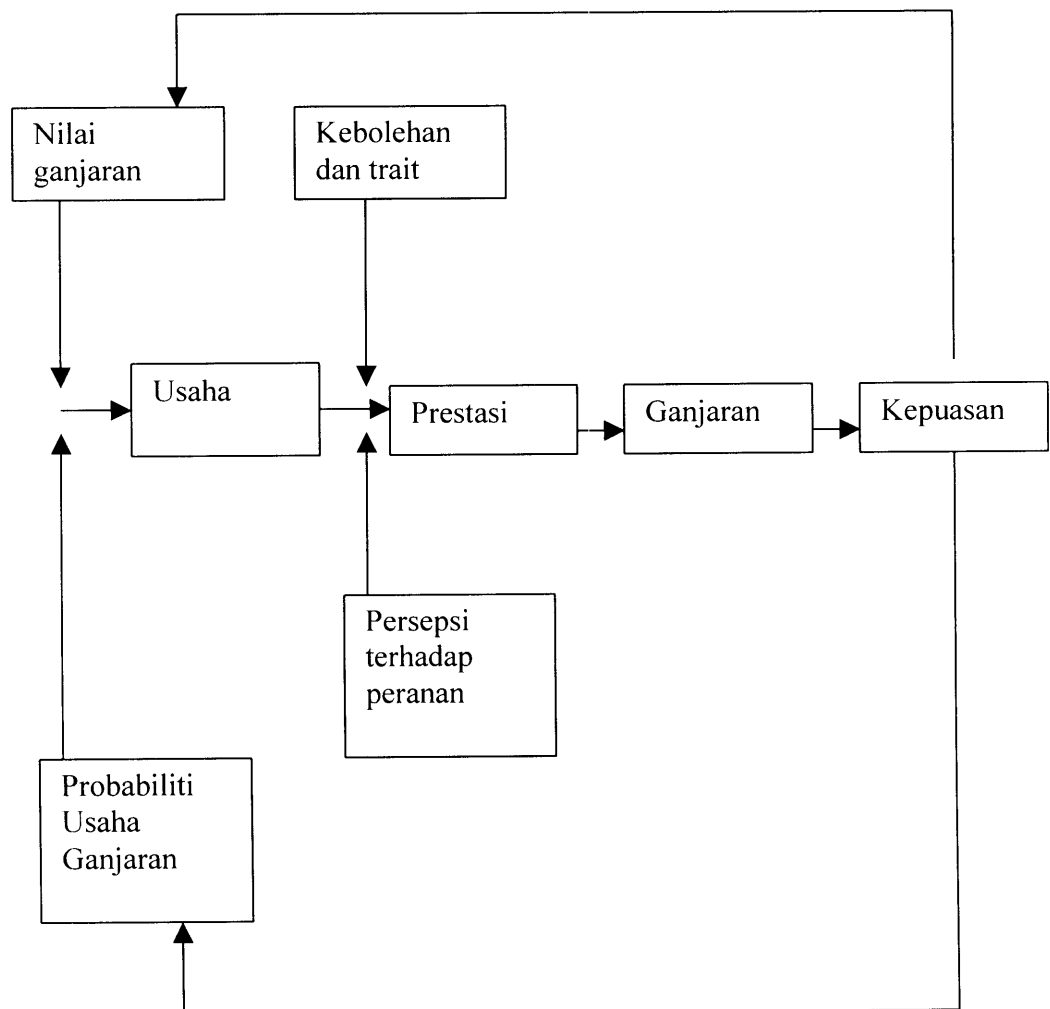 Nilai
ganjaran
Kebolehan
dan trait
Usaha
Prestasi
Ganjaran
Kepuasan
Persepsi
terhadap
peranan
Probabiliti
Usaha
Ganjaran